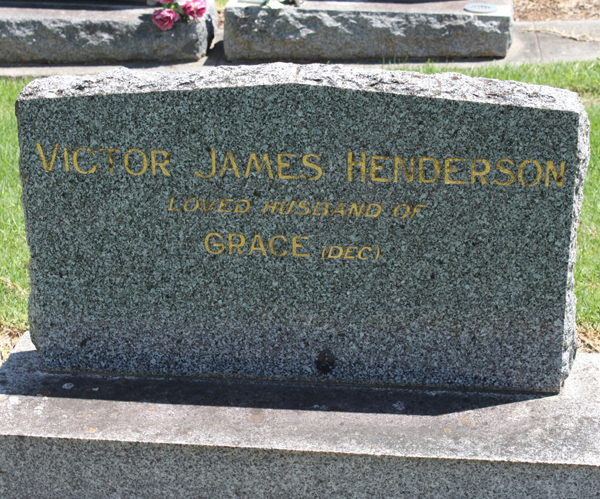 VICTOR JAMES HENDERSON
LOVED HUSBAND OF
GRACE (DEC)